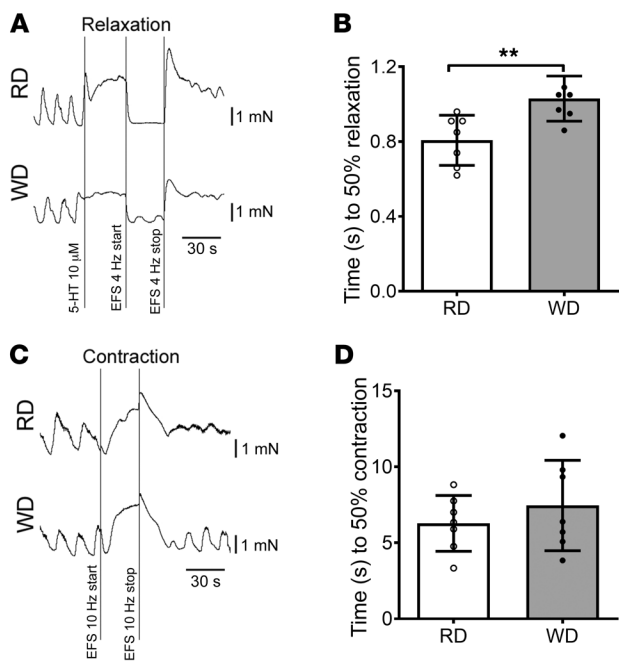 A
Relaxation
RD
1 mN
WD
1 mN
30 s
5-HT 10 μM
EFS 4 Hz start
EFS 4 Hz stop
B
**
Time (s) to 50% relaxation
1.2
0.8
0.4
0.0
RD WD
C
Contraction
RD
1 mN
WD
1 mN
30 s
EFS 10 Hz start
EFS 10 Hz stop
D
Time (s) to 50% contraction
15
10
5
0
RD WD